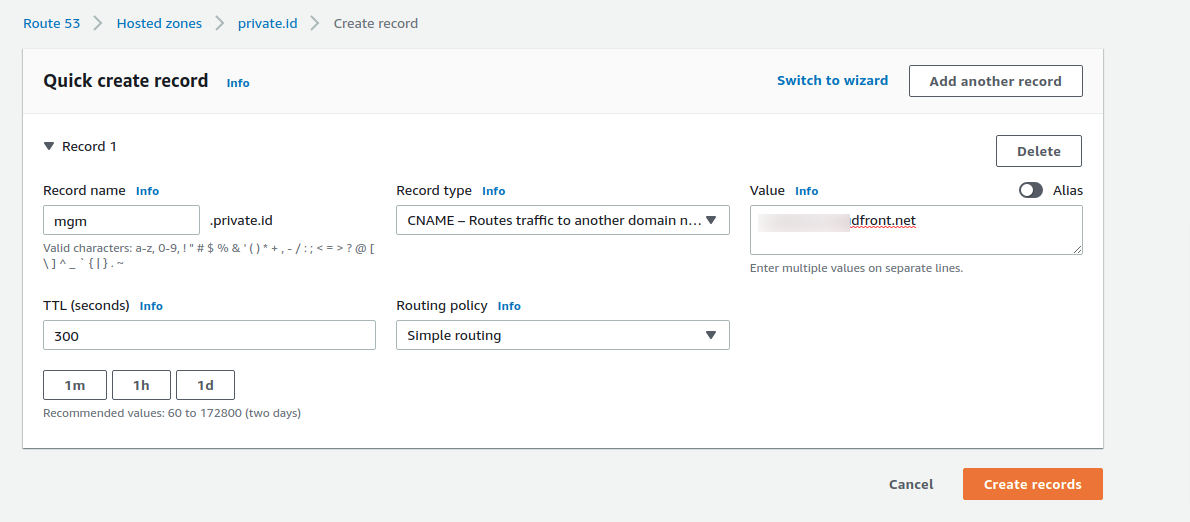 Route 53 > Hosted zones > private.id > Create record
Quick create record Info Switch to wizard Add another record
Record 1 Delete
Record name Info Record type Info Value Info Alias
mgm .private.id CNAME – Routes traffic to another domain n... dfront.net
Valid characters: a-z, 0-9, ! " # $ % & ' ( ) * + , - / : ; < = > ? @ [
\ ] ^ _ ` { | } . ~
Enter multiple values on separate lines.
TTL (seconds) Info Routing policy Info
300 Simple routing
1m 1h 1d
Recommended values: 60 to 172800 (two days)
Cancel Create records